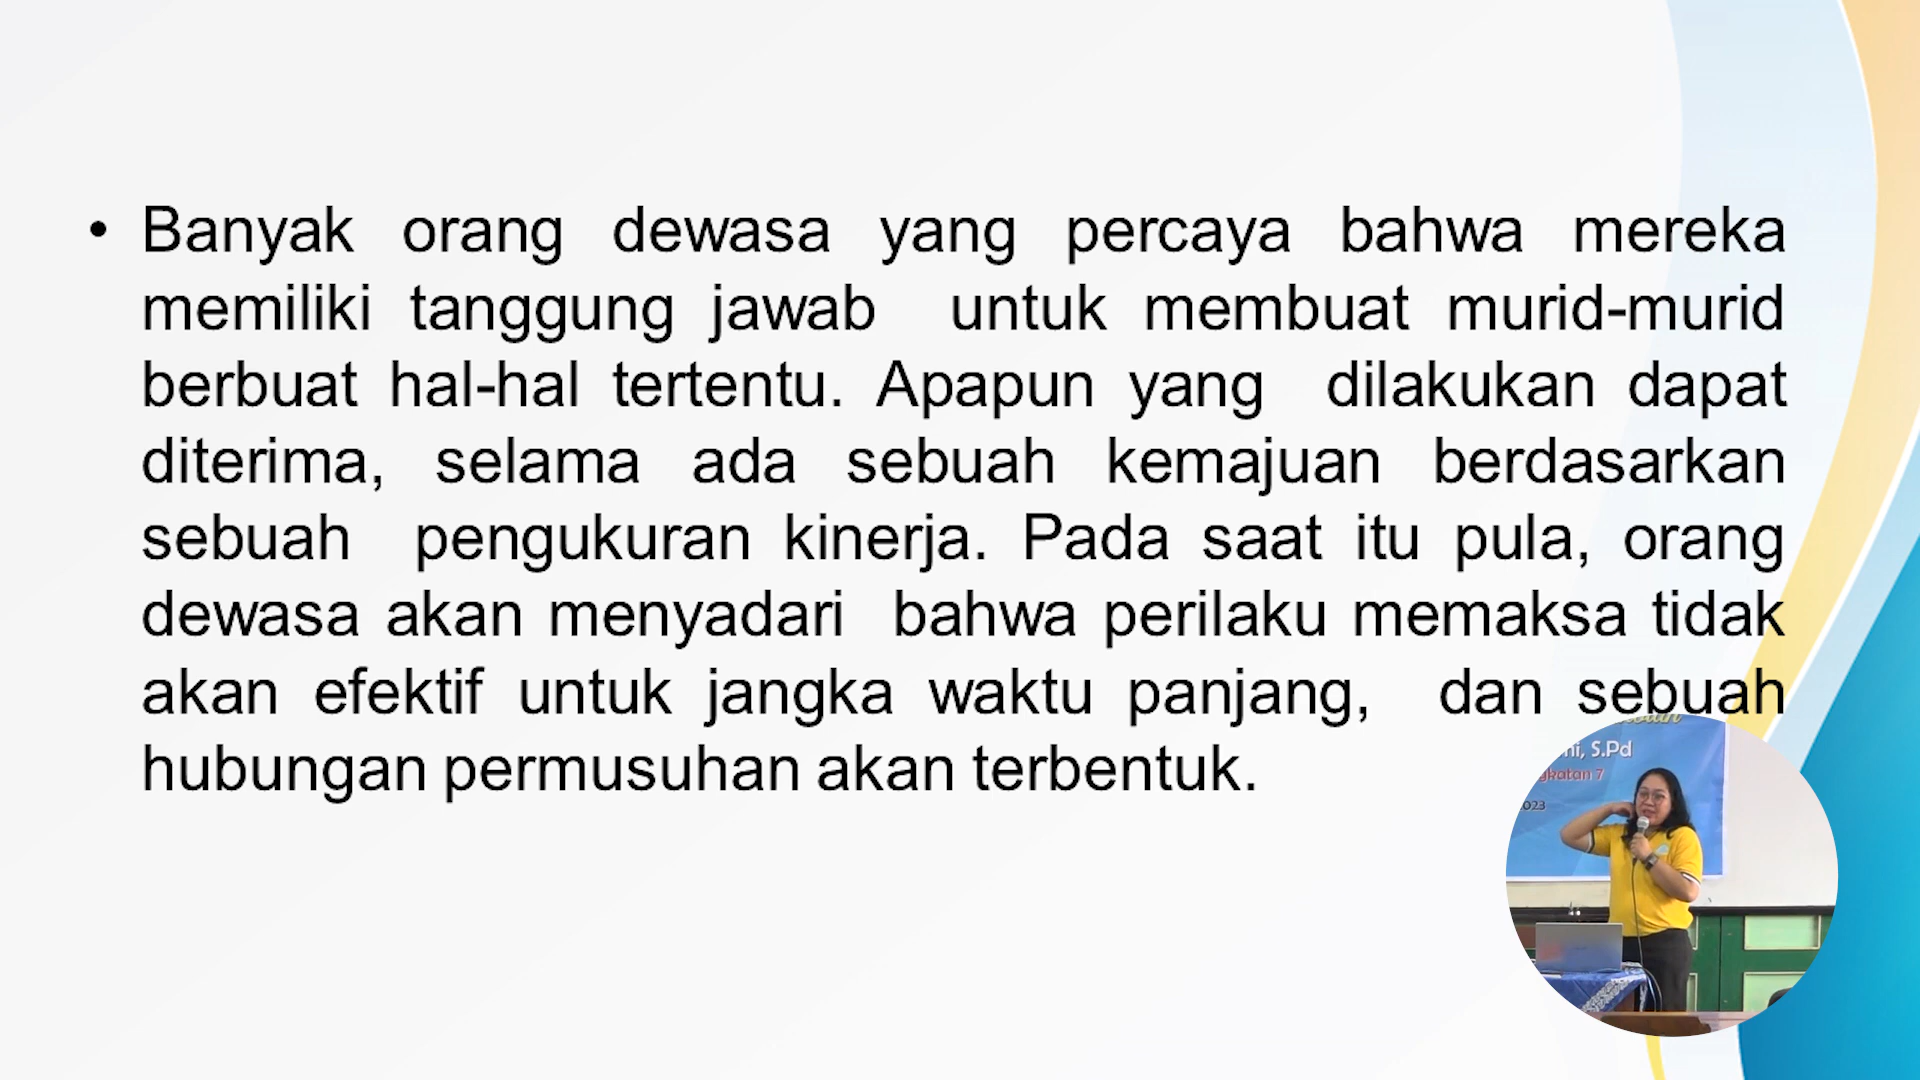 • Banyak orang dewasa yang percaya bahwa mereka
memiliki tanggung jawab untuk membuat murid-murid
berbuat hal-hal tertentu. Apapun yang dilakukan dapat
diterima, selama ada sebuah kemajuan berdasarkan
sebuah pengukuran kinerja. Pada saat itu pula, orang
dewasa akan menyadari bahwa perilaku memaksa tidak
akan efektif untuk jangka waktu panjang, dan sebuah
hubungan permusuhan akan terbentuk.
S.Pd
7